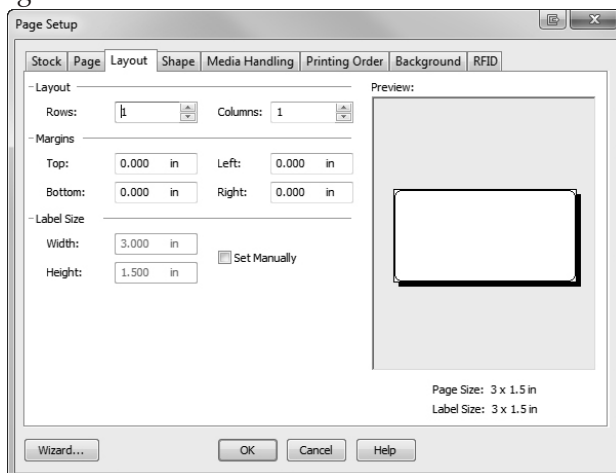 Page Setup
Stock Page Layout Shape Media Handling Printing Order Background RFID
Layout
Rows: 1 Columns: 1
Margins
Top: 0.000 in Left: 0.000 in
Bottom: 0.000 in Right: 0.000 in
Label Size
Width: 3.000 in
Set Manually
Height: 1.500 in
Preview:
Page Size: 3 x 1.5 in
Label Size: 3 x 1.5 in
Wizard... OK Cancel Help